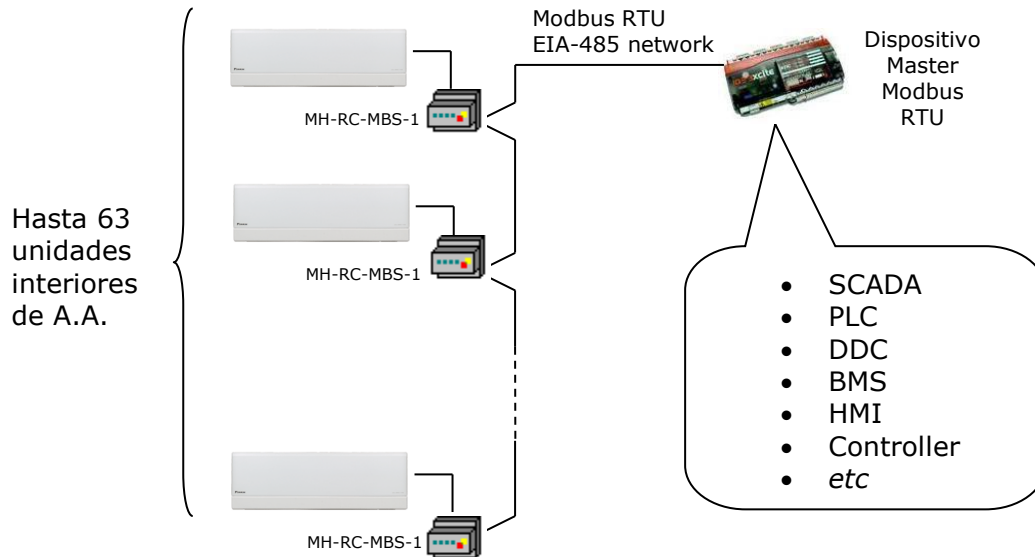 Modbus RTU
EIA-485 network
Dispositivo
Master
Modbus
RTU
MH-RC-MBS-1
Hasta 63
unidades
interiores
de A.A.
MH-RC-MBS-1
• SCADA
• PLC
• DDC
• BMS
• HMI
• Controller
• etc
MH-RC-MBS-1